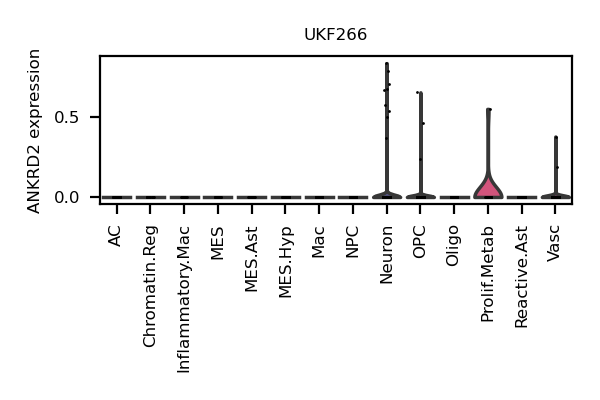 UKF266
ANKRD2 expression
0.5
0.0
AC
Chromatin.Reg
Inflammatory.Mac
MES
MES.Ast
MES.Hyp
Mac
NPC
Neuron
OPC
Oligo
Prolif.Metab
Reactive.Ast
Vasc